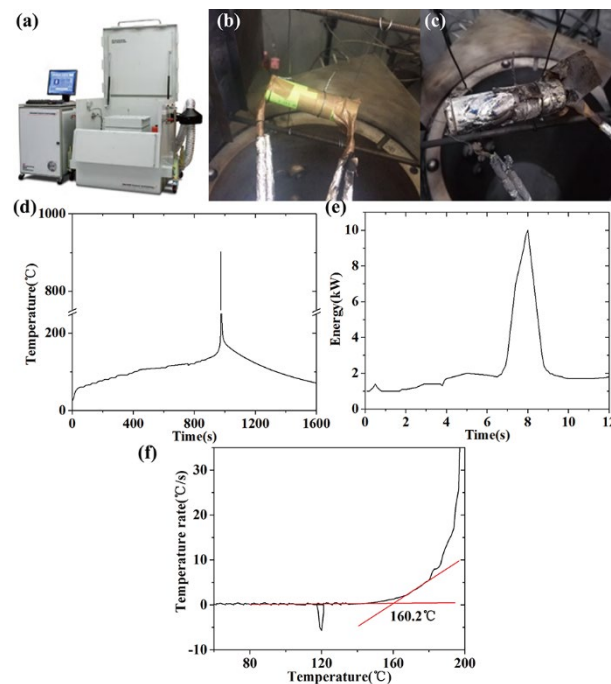 (a)
(b)
(c)
(d)
1000
800
200
100
0
Temperature(℃)
0 400 800 1200 1600
Time(s)
(e)
10
8
6
4
2
0
Energy(kW)
0 2 4 6 8 10 12
Time(s)
(f)
30
20
10
0
-10
Temperature rate(℃/s)
160.2℃
80 120 160 200
Temperature(℃)